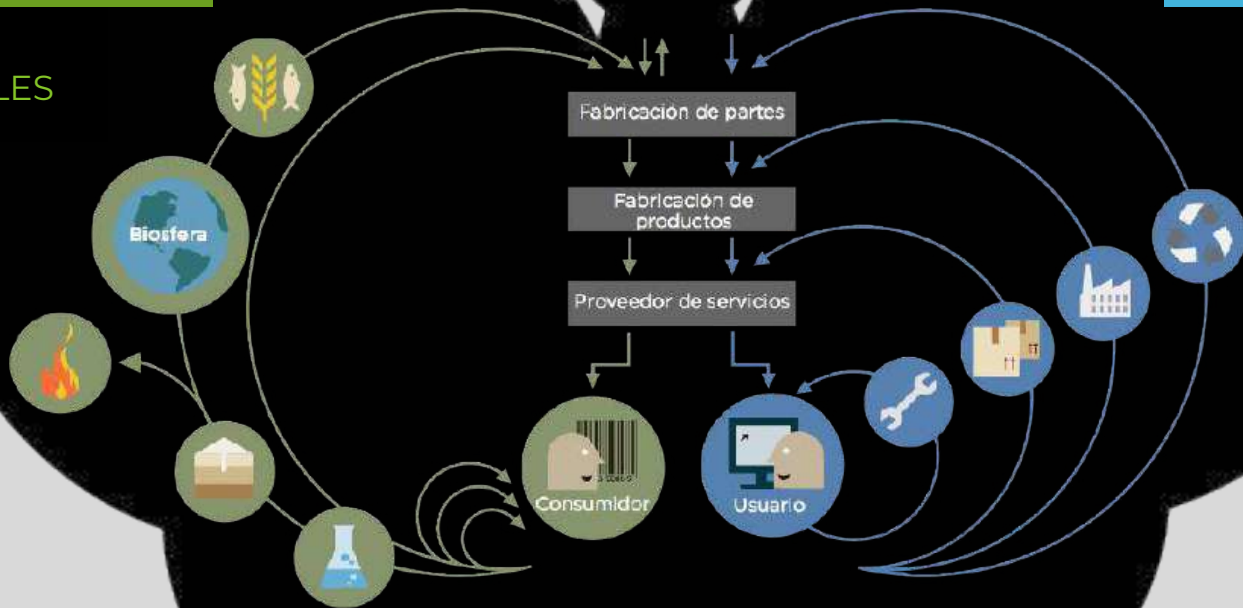 LES
Fabricación de partes
Fabricación de
productos
Biosfera
Proveedor de servicios
Consumidor
Usuario